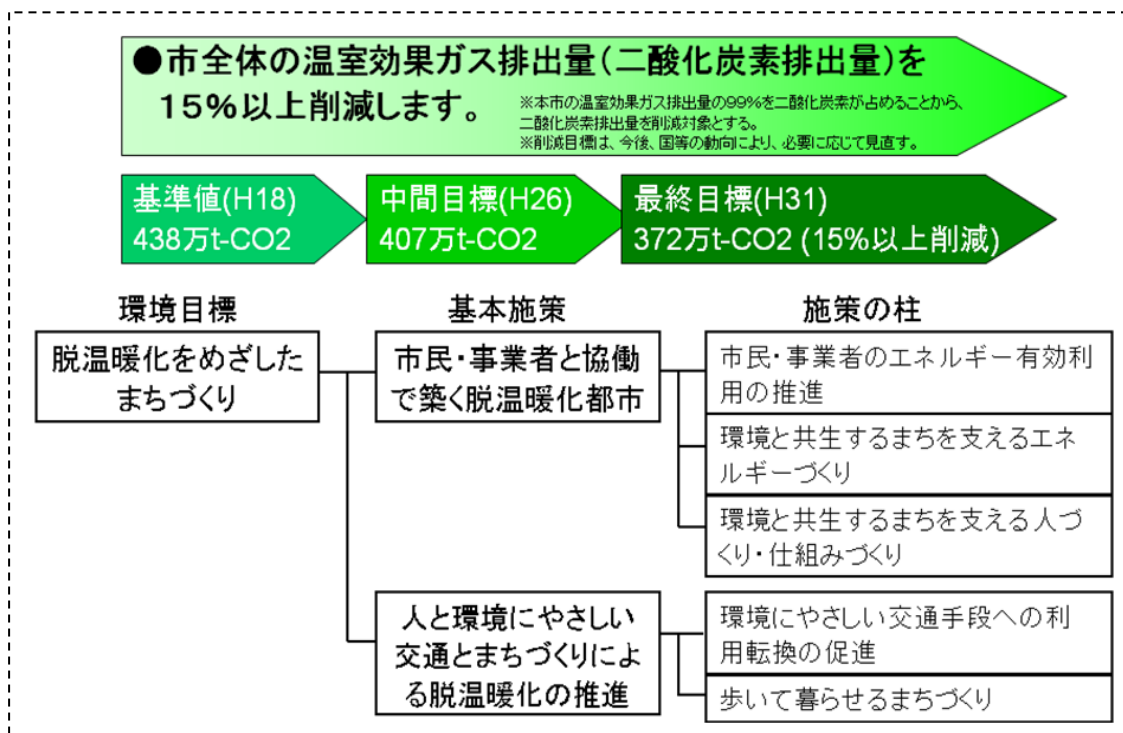 ●市全体の温室効果ガス排出量(二酸化炭素排出量)を
15%以上削減します。
※本市の温室効果ガス排出量の99%を二酸化炭素が占めることから、
二酸化炭素排出量を削減対象とする。
※削減目標は、今後、国等の動向により、必要に応じて見直す。
基準値(H18)
438万t-CO2
中間目標(H26)
407万t-CO2
最終目標(H31)
372万t-CO2 (15%以上削減)
環境目標
基本施策
施策の柱
脱温暖化をめざした
まちづくり
市民・事業者と協働
で築く脱温暖化都市
市民・事業者のエネルギー有効利
用の推進
環境と共生するまちを支えるエネ
ルギーづくり
環境と共生するまちを支える人づ
くり・仕組みづくり
人と環境にやさしい
交通とまちづくりによ
る脱温暖化の推進
環境にやさしい交通手段への利
用転換の促進
歩いて暮らせるまちづくり